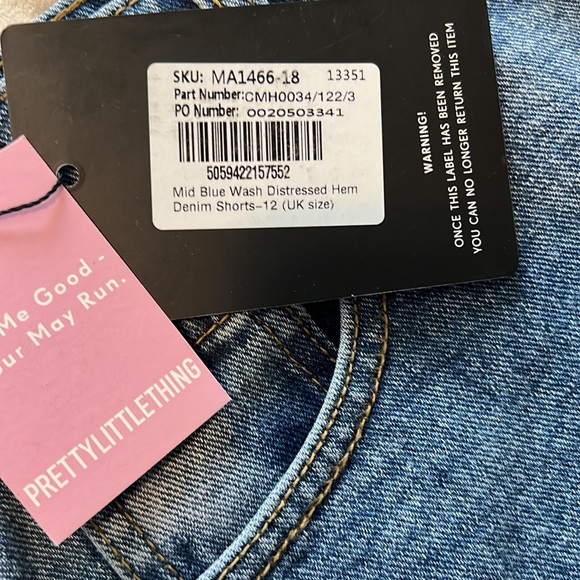 SKU: MA1466-18 13351
Part Number:CMH0034/122/3
PO Number: 0020503341
5059422157552
Mid Blue Wash Distressed Hem
Denim Shorts–12 (UK size)
WARNING!
ONCE THIS LABEL HAS BEEN REMOVED
YOU CAN NO LONGER RETURN THIS ITEM
Me Good -
May Run.
PRETTYLITTLETHING